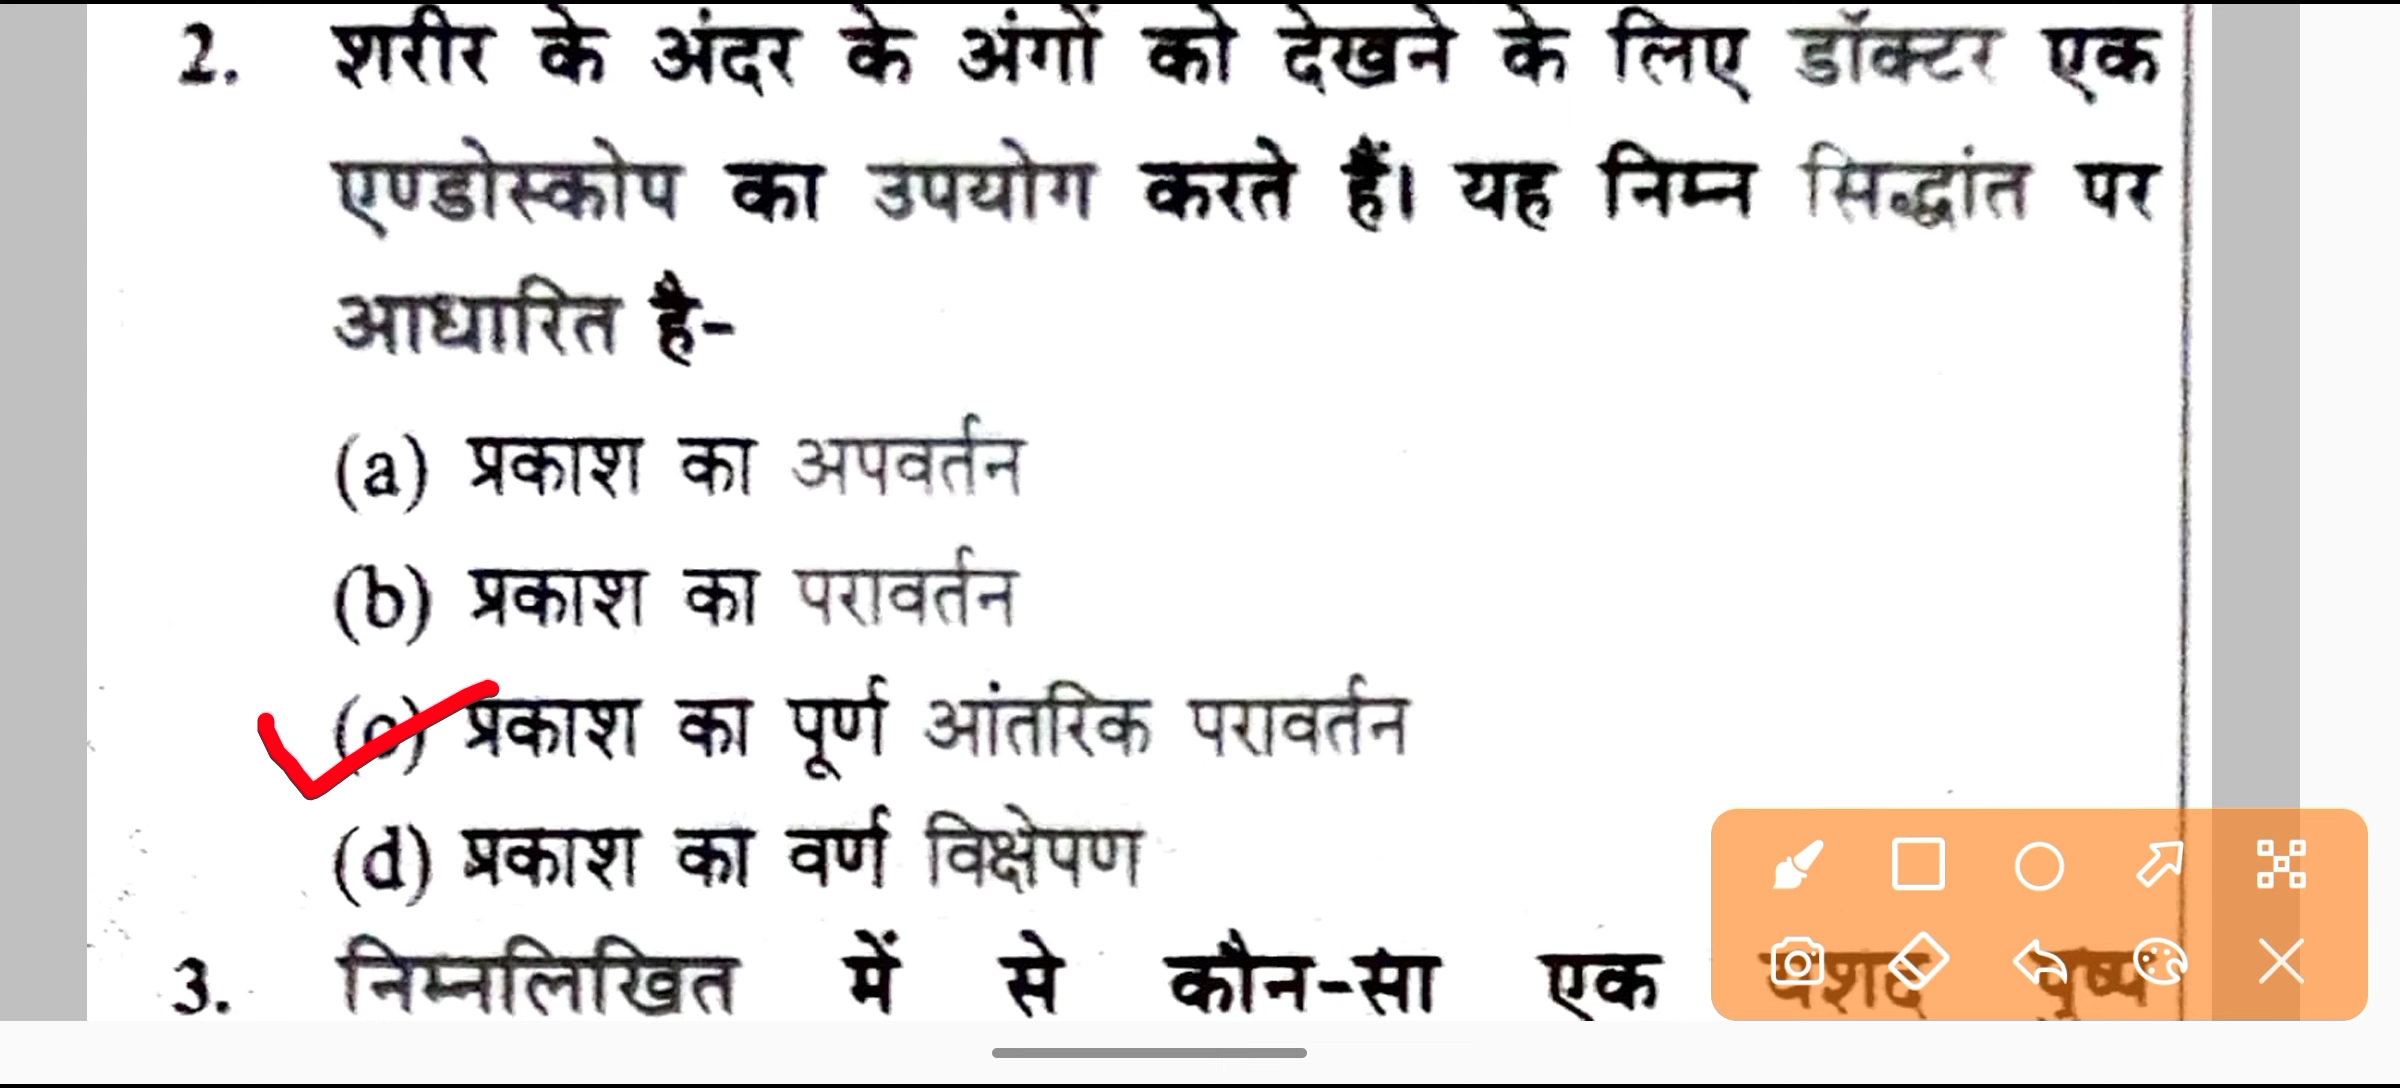 2. शरीर के अंदर के अंगों को देखने के लिए डॉक्टर एक
एण्डोस्कोप का उपयोग करते हैं। यह निम्न सिद्धांत पर
आधारित है-
(a) प्रकाश का अपवर्तन
(b) प्रकाश का परावर्तन
(c) प्रकाश का पूर्ण आंतरिक परावर्तन
(d) प्रकाश का वर्ण विक्षेपण
3. निम्नलिखित में से कौन-सा एक